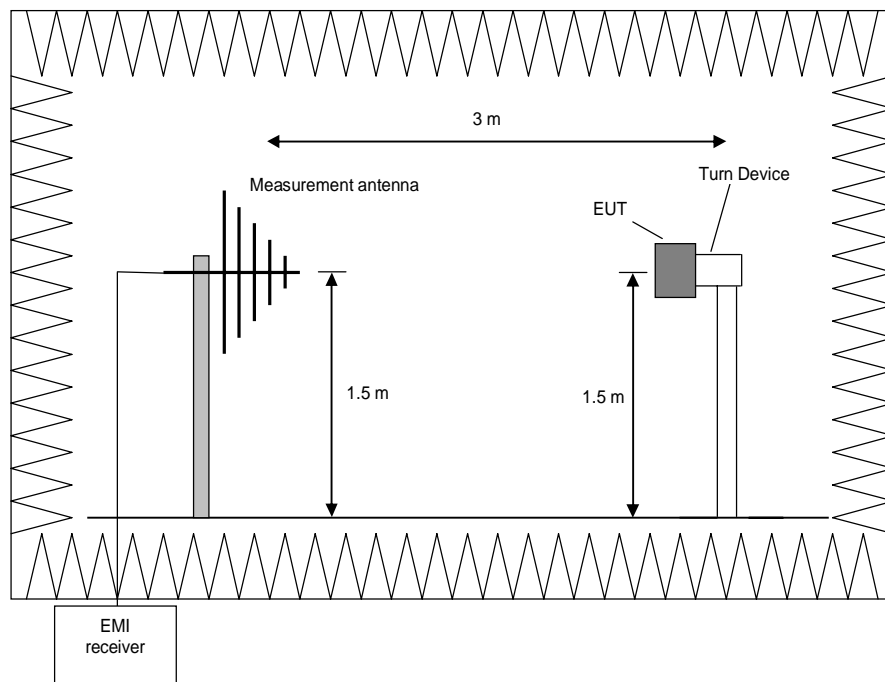 3 m
Measurement antenna
Turn Device
EUT
1.5 m
1.5 m
EMI
receiver